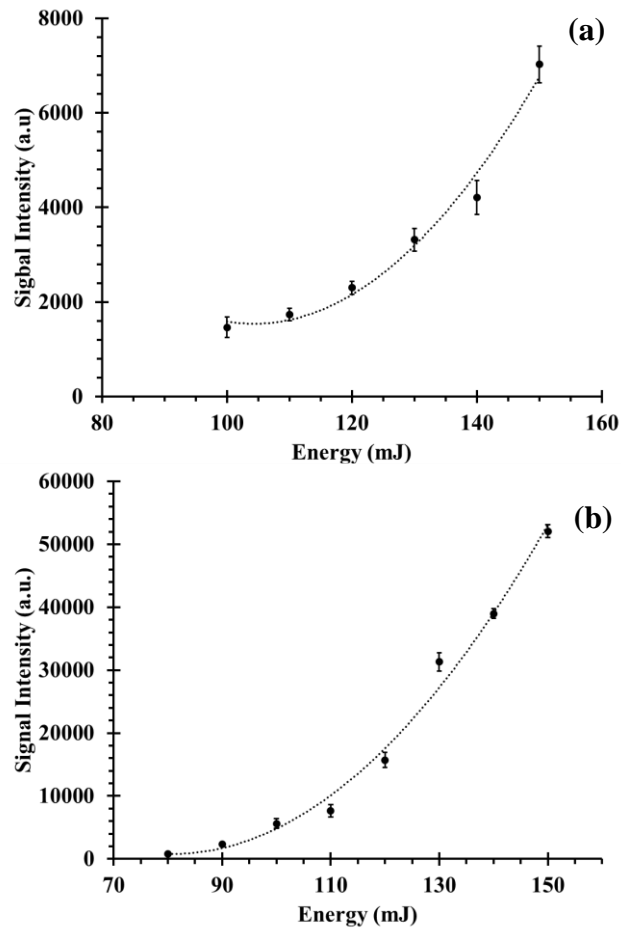 (a)
8000
6000
4000
2000
0
80 100 120 140 160
Sigbal Intensity (a.u)
Energy (mJ)
(b)
60000
50000
40000
30000
20000
10000
0
70 90 110 130 150
Signal Intensity (a.u.)
Energy (mJ)